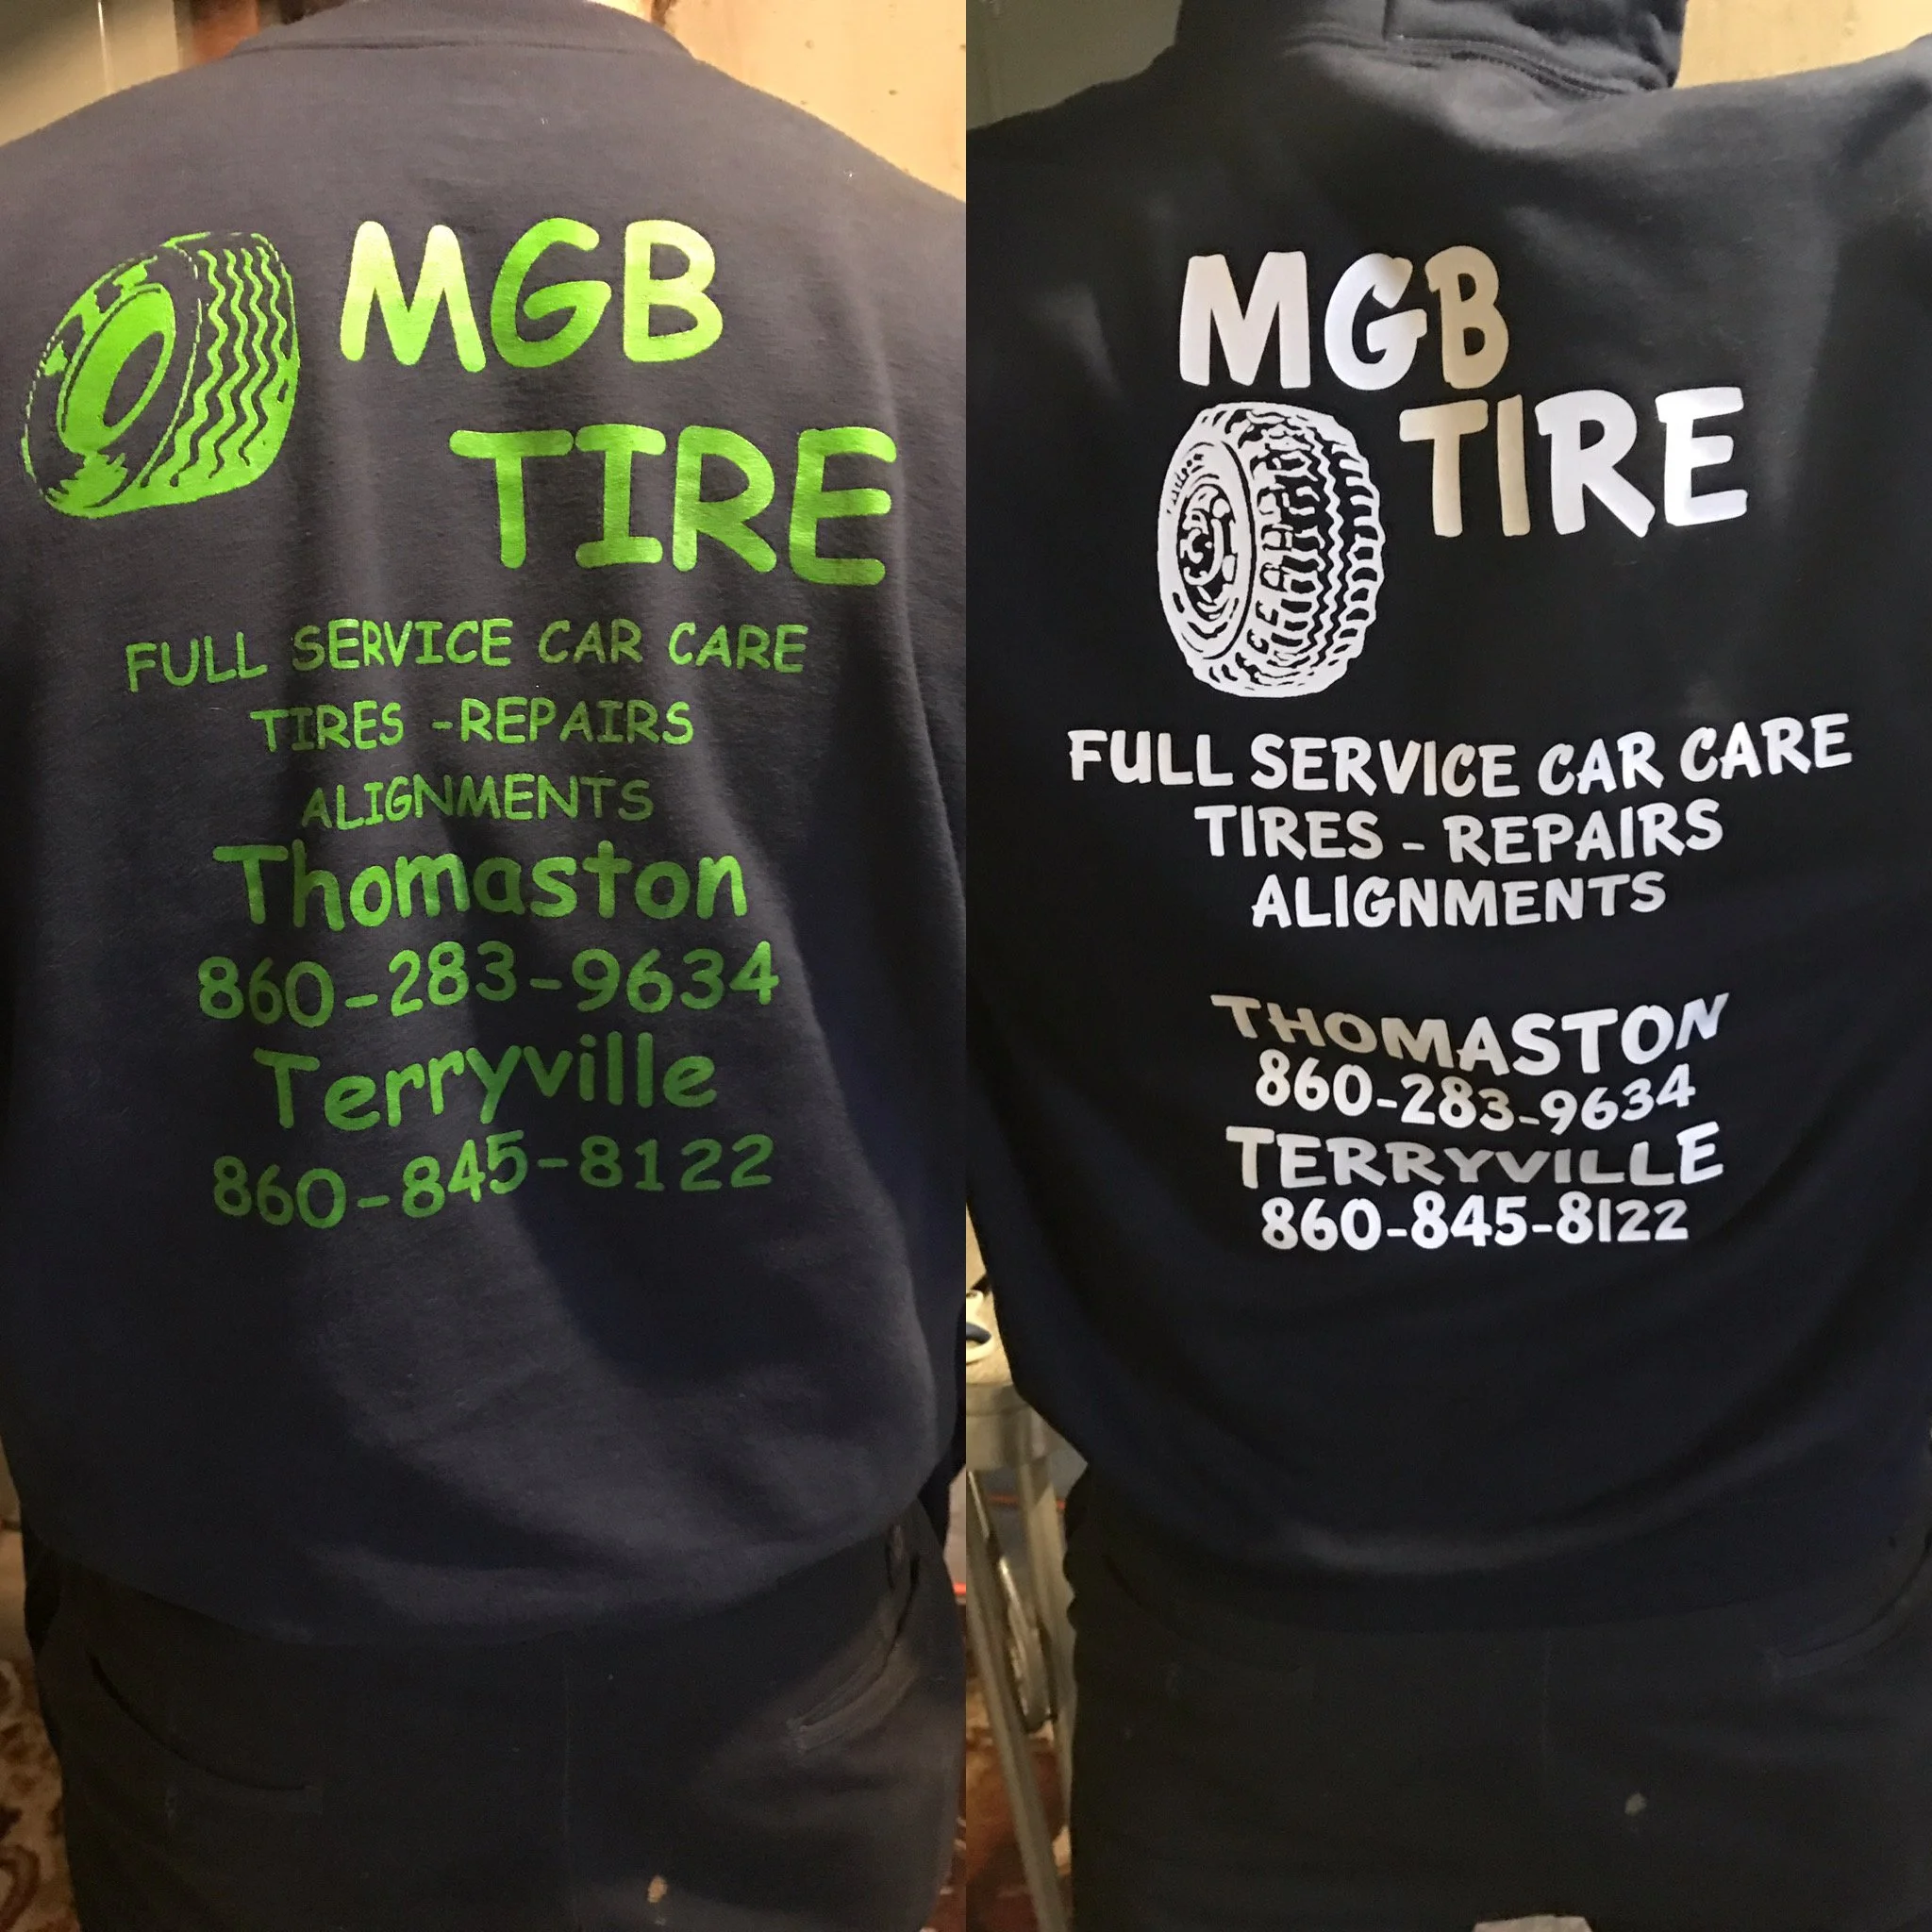 MGB
TIRE
FULL SERVICE CAR CARE
TIRES -REPAIRS
ALIGNMENTS
Thomaston
860-283-9634
Terryville
860-845-8122
MGB
TIRE
FULL SERVICE CAR CARE
TIRES - REPAIRS
ALIGNMENTS
THOMASTON
860-283-9634
TERRYVILLE
860-845-8122